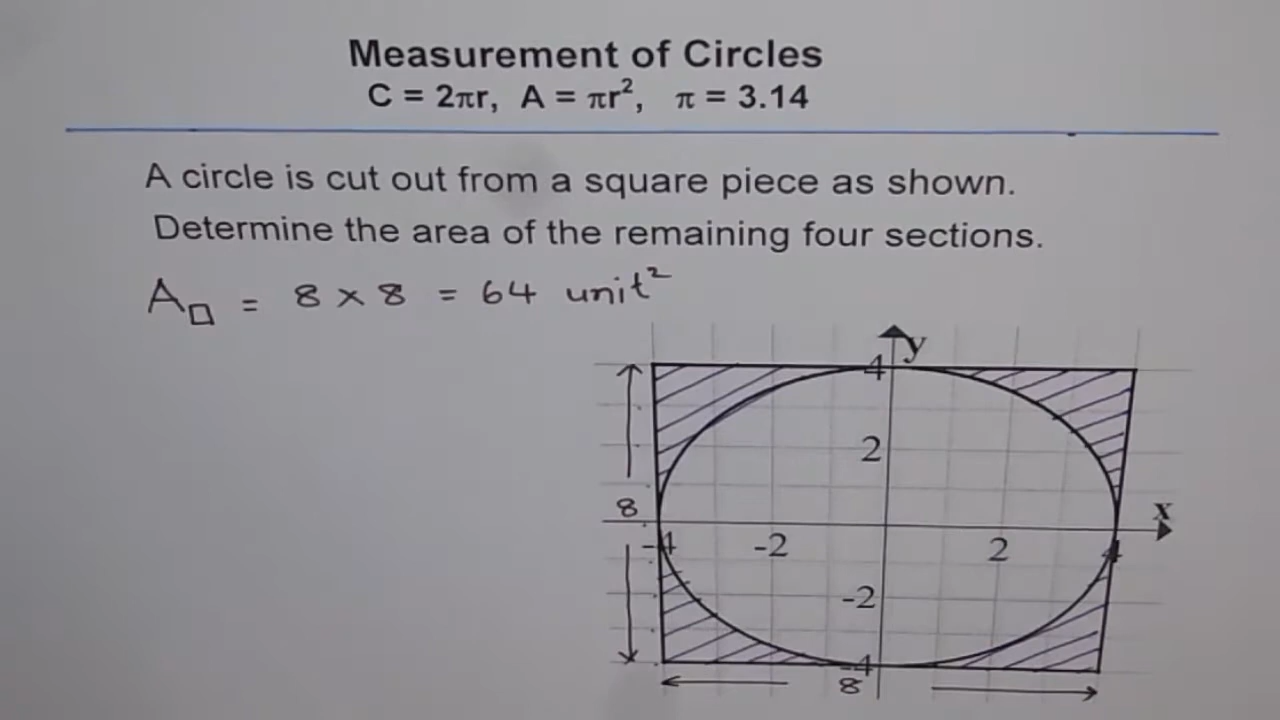 Measurement of Circles
C = 2πr, A = πr², π = 3.14
A circle is cut out from a square piece as shown.
Determine the area of the remaining four sections.
A□ = 8 × 8 = 64 unit²
y
4
2
8
x
-4 -2 2 4
-2
-4
8